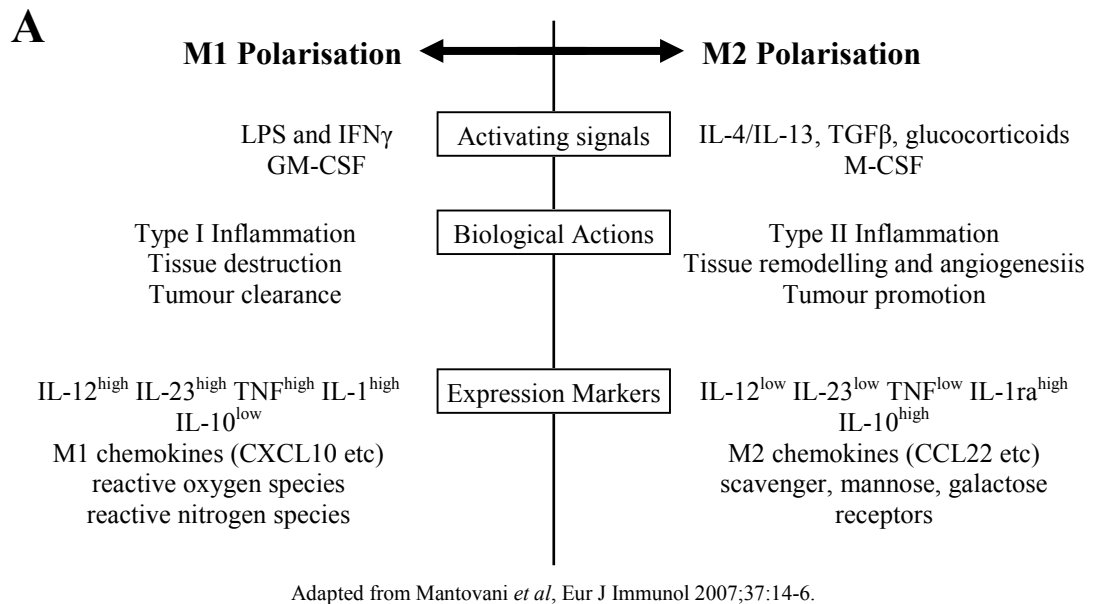 A
M1 Polarisation
M2 Polarisation
LPS and IFNγ
GM-CSF
Activating signals
IL-4/IL-13, TGFβ, glucocorticoids
M-CSF
Type I Inflammation
Tissue destruction
Tumour clearance
Biological Actions
Type II Inflammation
Tissue remodelling and angiogenesiis
Tumour promotion
IL-12high IL-23high TNFhigh IL-1high
IL-10low
M1 chemokines (CXCL10 etc)
reactive oxygen species
reactive nitrogen species
Expression Markers
IL-12low IL-23low TNFlow IL-1rahigh
IL-10high
M2 chemokines (CCL22 etc)
scavenger, mannose, galactose
receptors
Adapted from Mantovani et al, Eur J Immunol 2007;37:14-6.